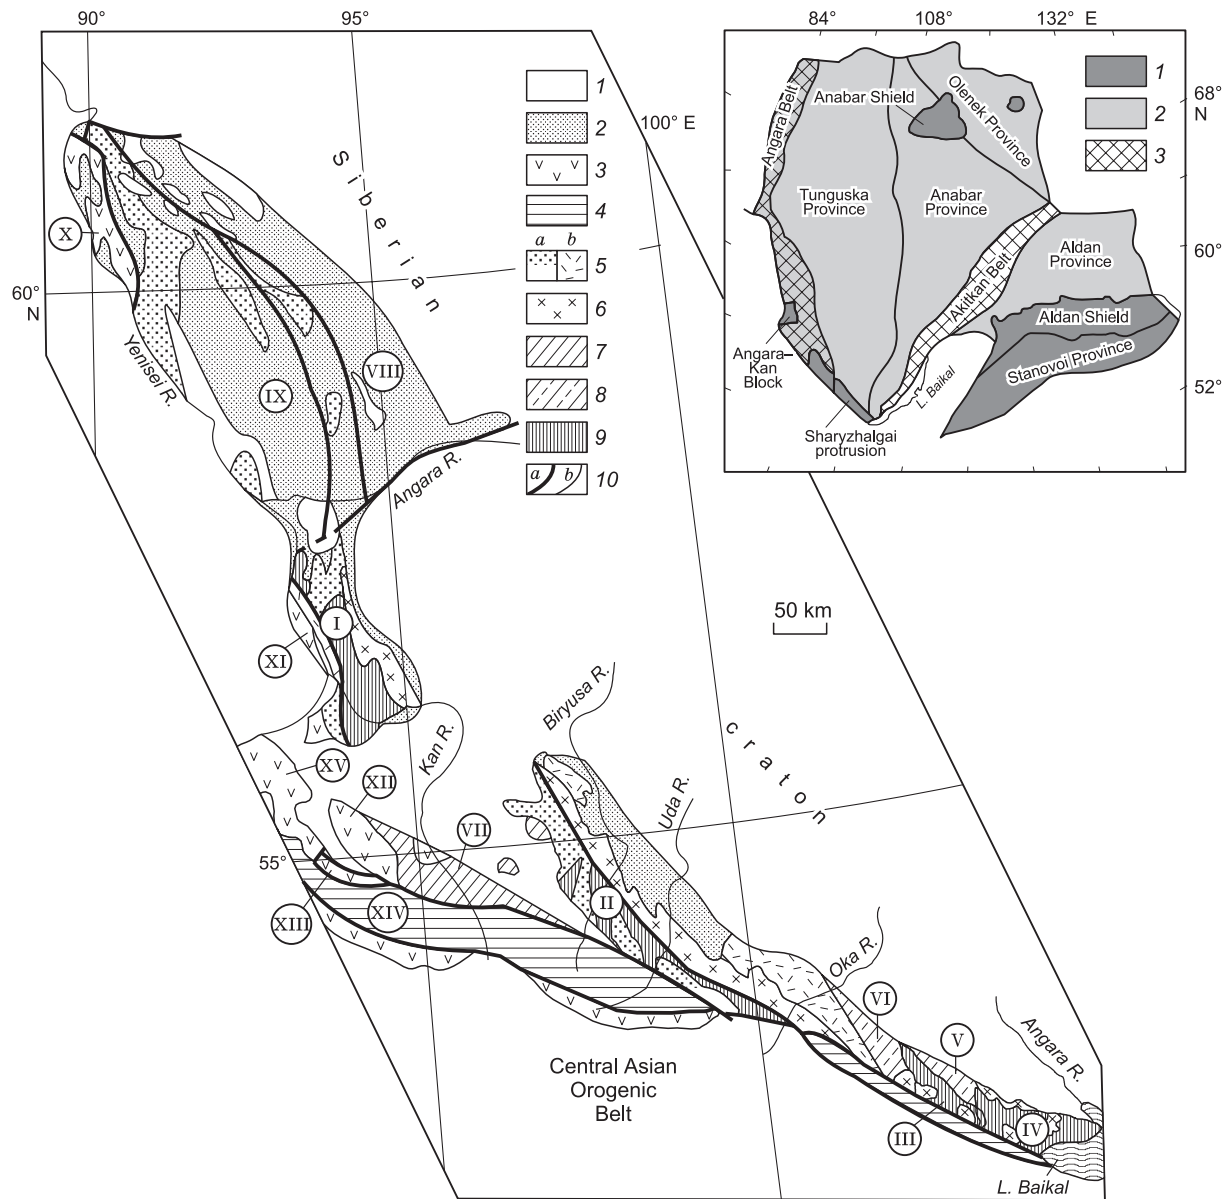 90°
95°
100° E
60°
N
55°
Siberian
craton
1
2
3
4
a b
5
6
7
8
9
a b
10
X
IX
VIII
I
XI
XV
XII
VII
XIII
XIV
II
VI
V
III
IV
Yenisei R.
Angara R.
Kan R.
Biryusa R.
Uda R.
Oka R.
Angara R.
L. Baikal
50 km
Central Asian
Orogenic
Belt
84°
108°
132° E
68°
N
60°
52°
1
2
3
Angara Belt
Anabar Shield
Olenek Province
Tunguska
Province
Anabar
Province
Akitkan Belt
Aldan
Province
Aldan Shield
Stanovoi Province
Angara–
Kan
Block
L. Baikal
Sharyzhalgai
protrusion